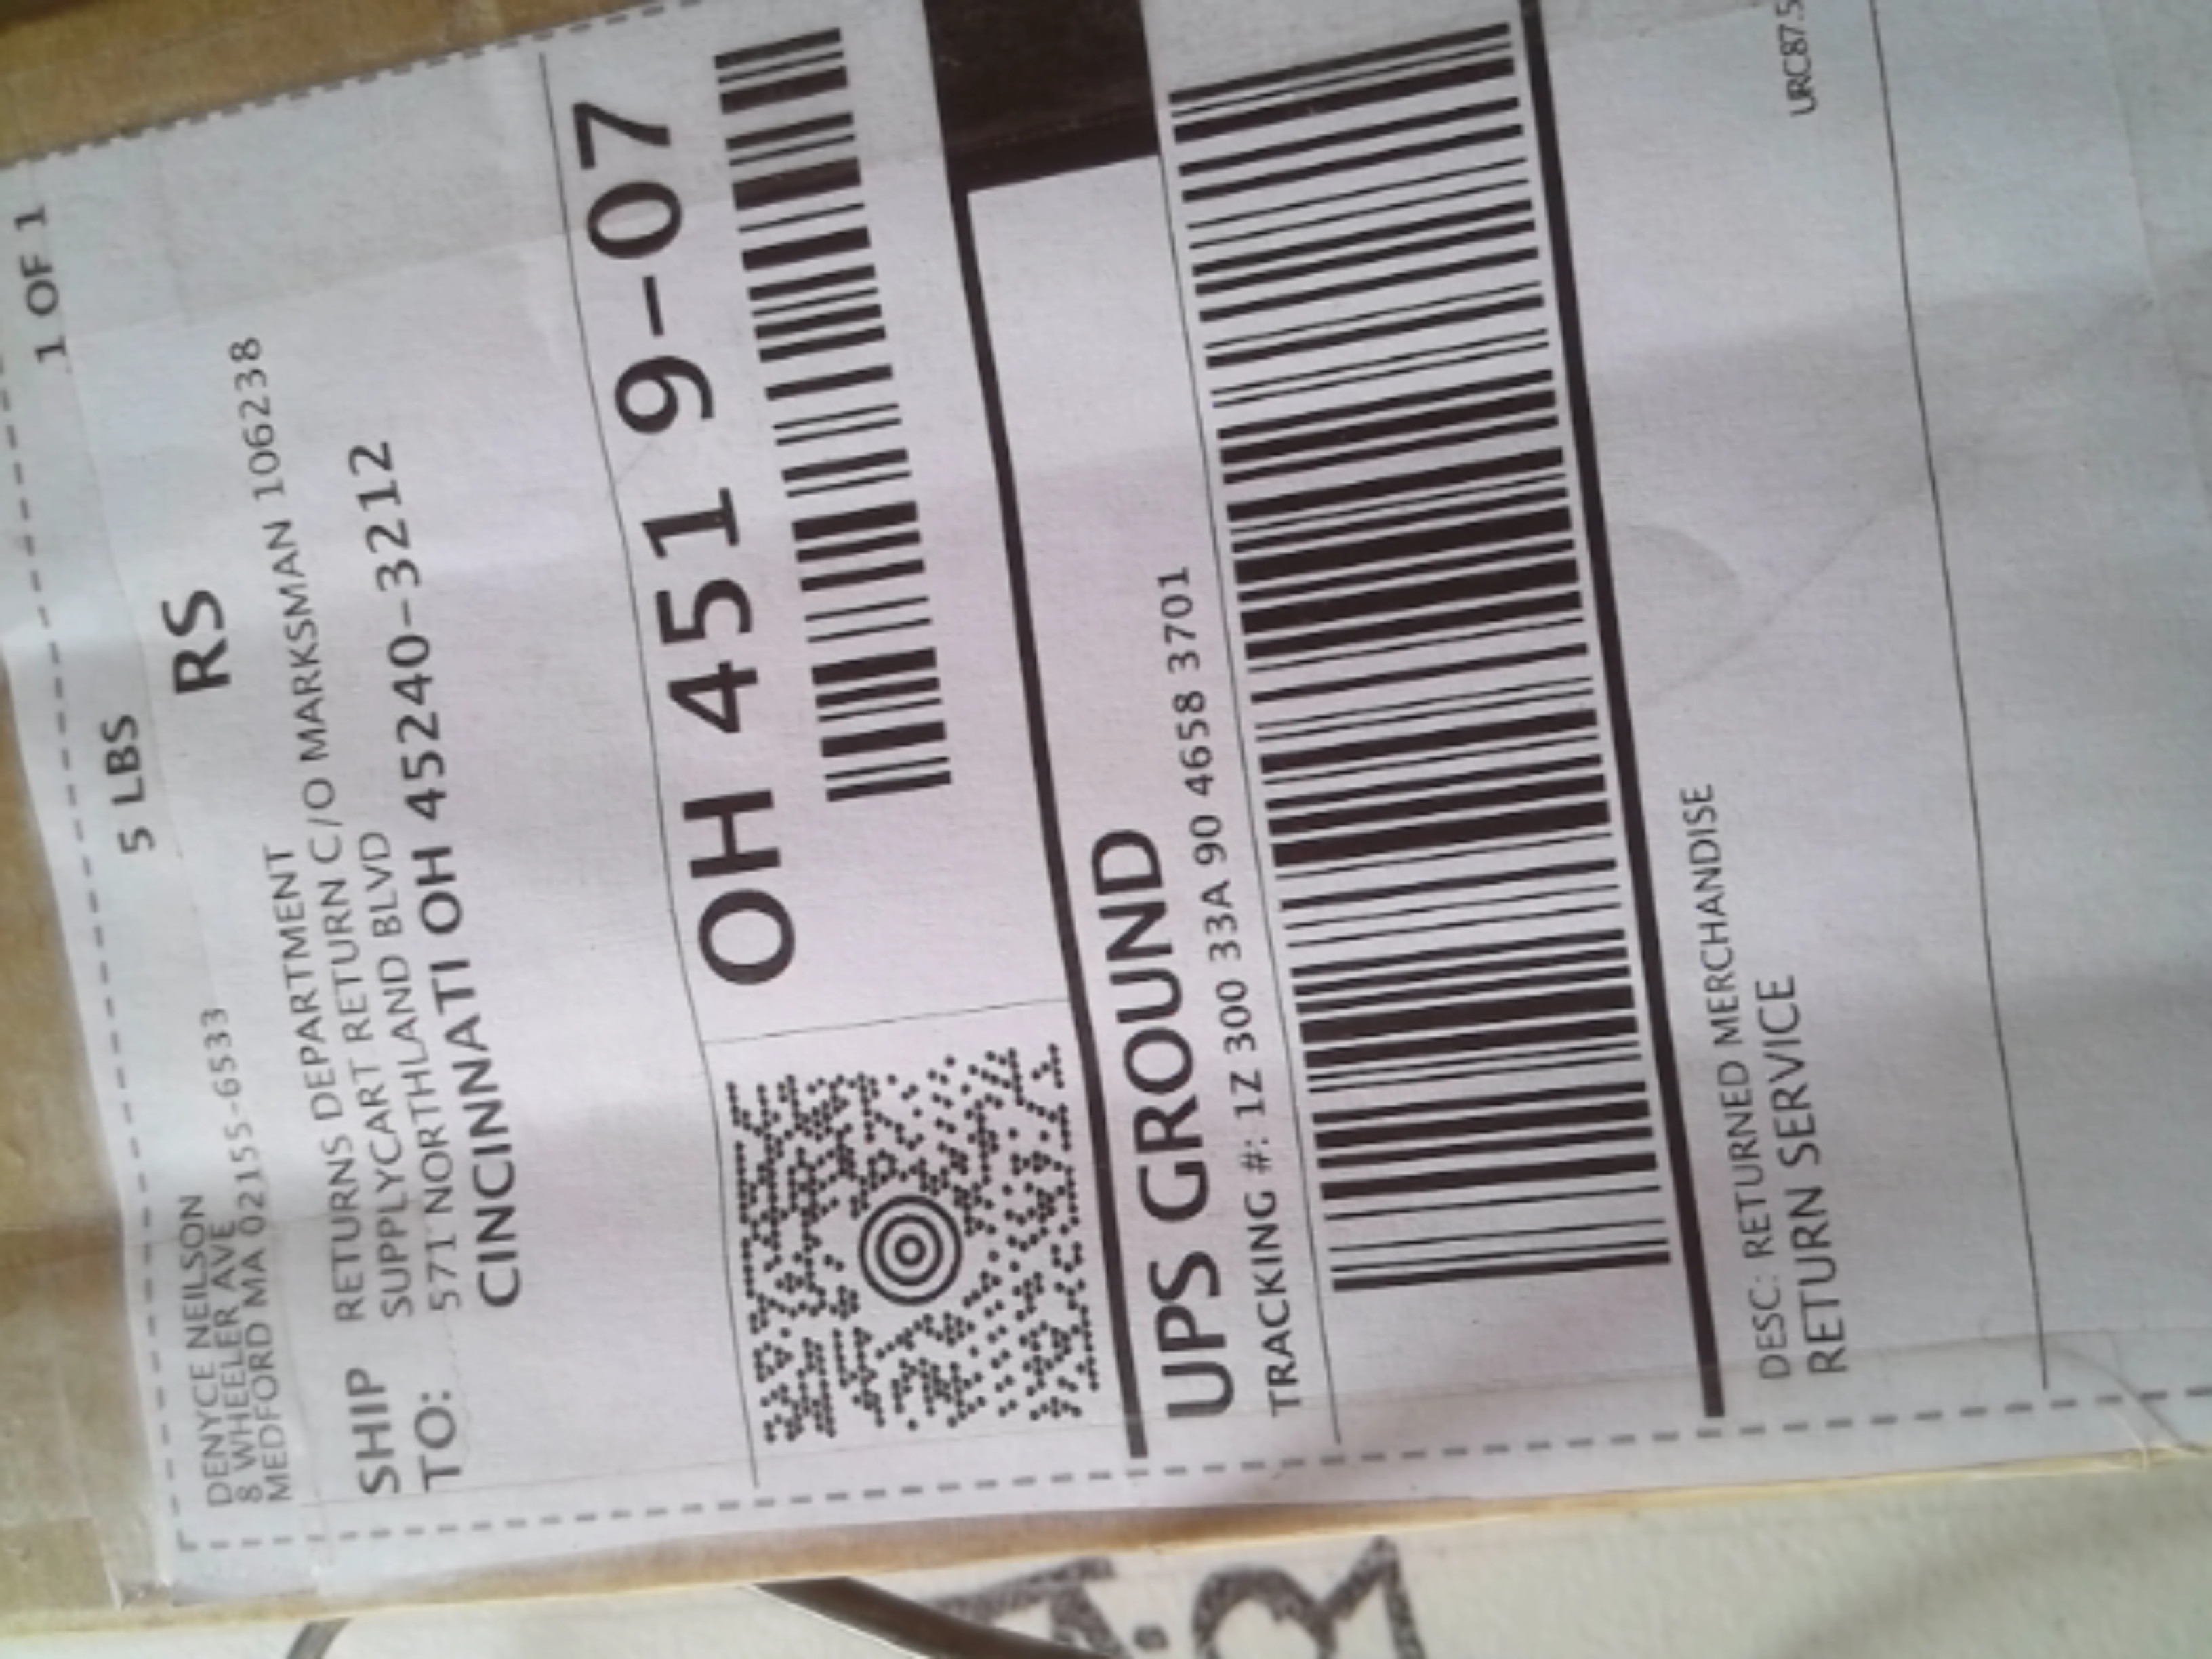 5 LBS
1 OF 1
DENYCE NEILSON
8 WHEELER AVE
MEDFORD MA 02155-6533
RS
SHIP
TO:
RETURNS DEPARTMENT
SUPPLYCART RETURN C/O MARKSMAN 106238
571 NORTHLAND BLVD
CINCINNATI OH 45240-3212
OH 451 9-07
UPS GROUND
TRACKING #: 1Z 300 33A 90 4658 3701
DESC: RETURNED MERCHANDISE
RETURN SERVICE